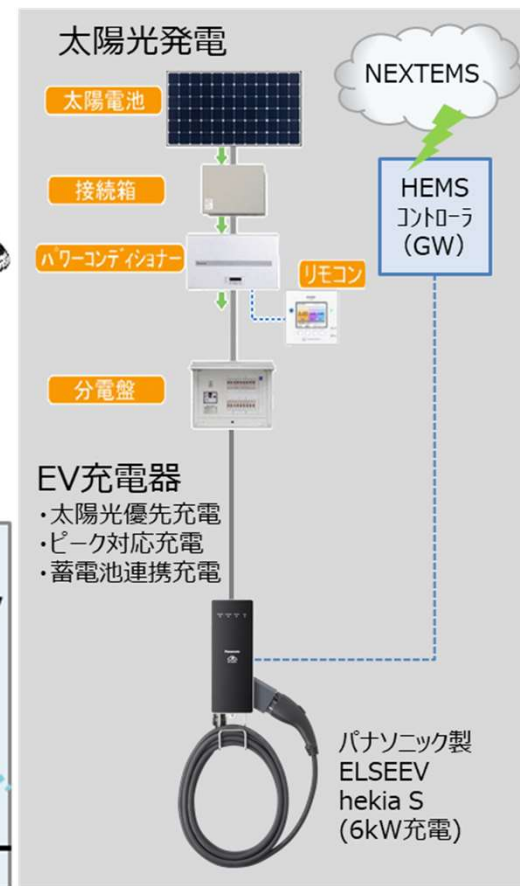 太陽光発電
NEXTEMS
太陽電池
接続箱
HEMS
コントローラ
(GW)
パワーコンディショナー
リモコン
分電盤
EV充電器
・太陽光優先充電
・ピーク対応充電
・蓄電池連携充電
Panasonic
パナソニック製
ELSEEV
hekia S
(6kW充電)